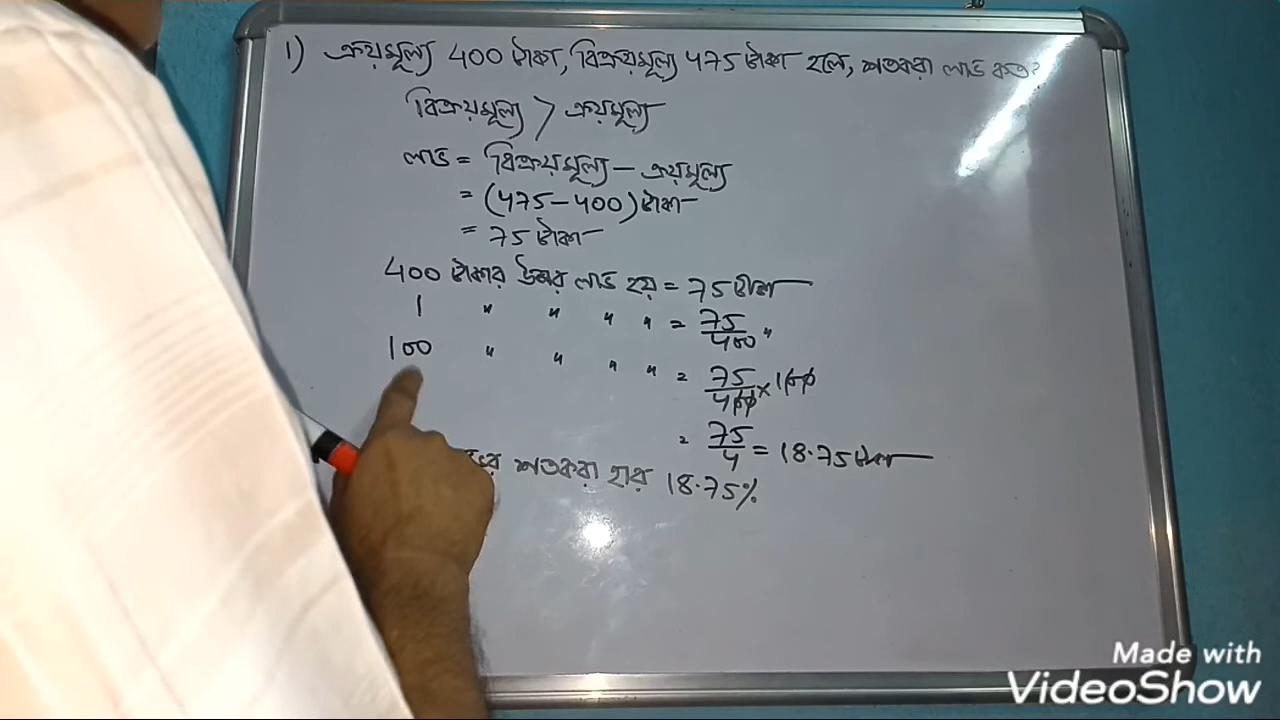 1) ক্রয়মূল্য 400 টাকা, বিক্রয়মূল্য 475 টাকা হলে, শতকরা লাভ কত?
বিক্রয়মূল্য > ক্রয়মূল্য
লাভ = বিক্রয়মূল্য - ক্রয়মূল্য
= (475-400) টাকা
= 75 টাকা
400 টাকার উপর লাভ হয় = 75 টাকা
1 " " " " = 75/400 "
100 " " " " = 75/400 × 100
= 75/4 = 18.75 টাকা
শতকরা হার 18.75%
Made with
VideoShow